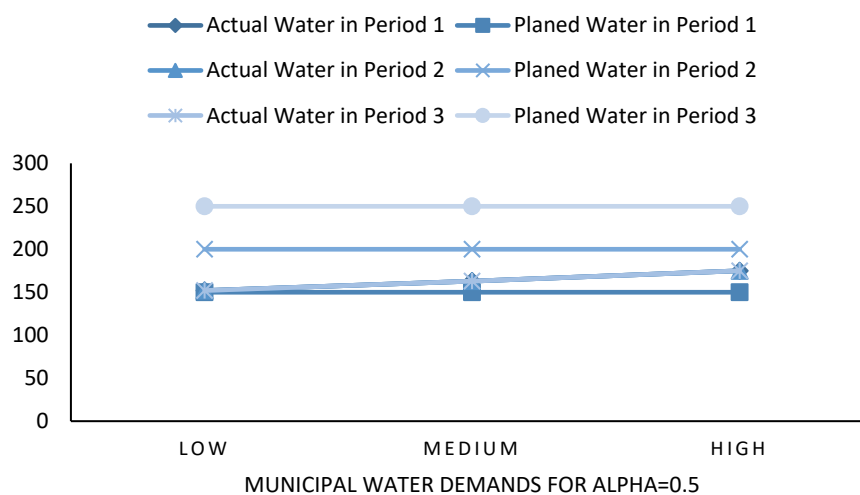 Actual Water in Period 1 Planed Water in Period 1
Actual Water in Period 2 Planed Water in Period 2
Actual Water in Period 3 Planed Water in Period 3
300
250
200
150
100
50
0
LOW MEDIUM HIGH
MUNICIPAL WATER DEMANDS FOR ALPHA=0.5